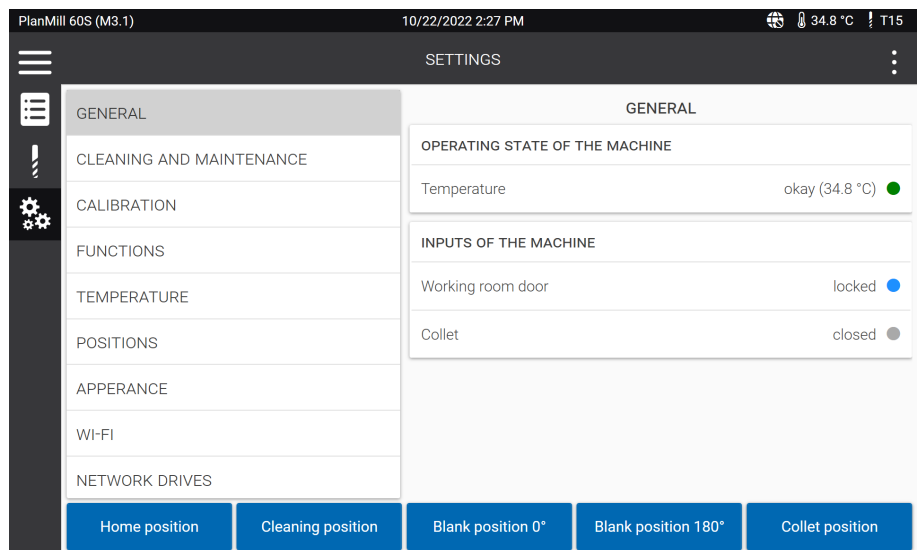 PlanMill 60S (M3.1) 10/22/2022 2:27 PM 34.8 °C T15
SETTINGS
GENERAL
CLEANING AND MAINTENANCE
CALIBRATION
FUNCTIONS
TEMPERATURE
POSITIONS
APPERANCE
WI-FI
NETWORK DRIVES
GENERAL
OPERATING STATE OF THE MACHINE
Temperature okay (34.8 °C)
INPUTS OF THE MACHINE
Working room door locked
Collet closed
Home position Cleaning position Blank position 0° Blank position 180° Collet position